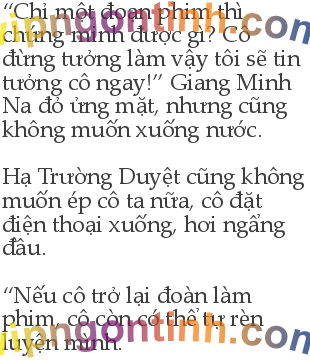 “Chỉ một đoạn phim thì
chứng minh được gì? Cô
đừng tưởng làm vậy tôi sẽ tin
tưởng cô ngay!” Giang Minh
Na đỏ ửng mặt, nhưng cũng
không muốn xuống nước.
Hạ Trường Duyệt cũng không
muốn ép cô ta nữa, cô đặt
điện thoại xuống, hơi ngẩng
đầu.
“Nếu cô trở lại đoàn làm
phim, cô còn có thể tự rèn
luyện mình.
vipngontinh.com
vipngontinh.com